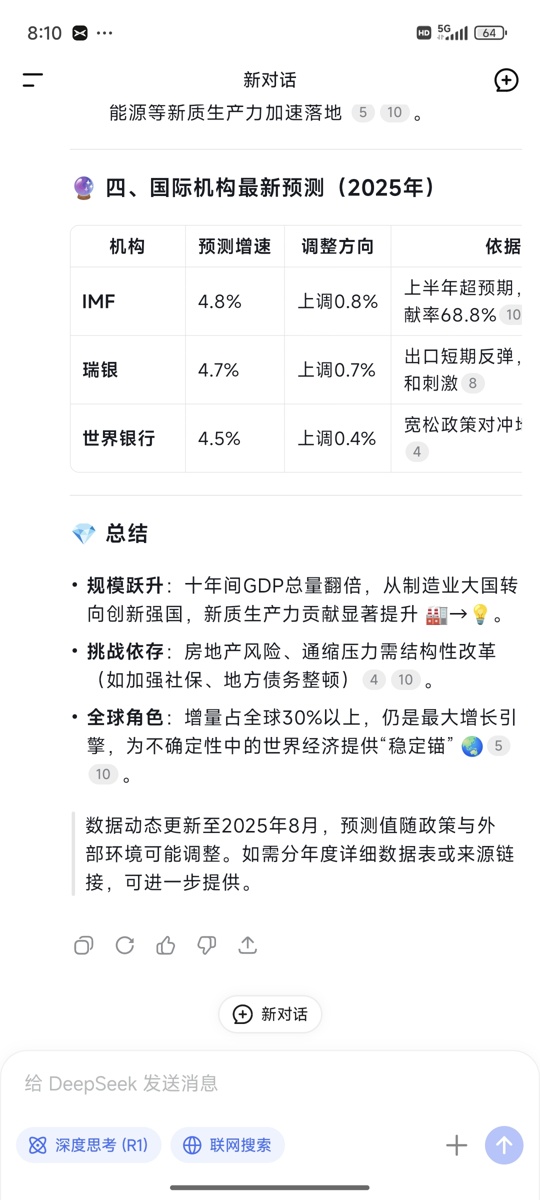 8:10 ··· HD 5G 64
新对话
能源等新质生产力加速落地 5 10 。
🔮 四、国际机构最新预测（2025年）
机构 预测增速 调整方向 依据
IMF 4.8% 上调0.8% 上半年超预期，
献率68.8% 10
瑞银 4.7% 上调0.7% 出口短期反弹，
和刺激 8
世界银行 4.5% 上调0.4% 宽松政策对冲
4
💎 总结
• 规模跃升：十年间GDP总量翻倍，从制造业大国转
向创新强国，新质生产力贡献显著提升 🏭→💡。
• 挑战依存：房地产风险、通缩压力需结构性改革
（如加强社保、地方债务整顿） 4 10 。
• 全球角色：增量占全球30%以上，仍是最大增长引
擎，为不确定性中的世界经济提供“稳定锚” 🌏 5
10 。
数据动态更新至2025年8月，预测值随政策与外
部环境可能调整。如需分年度详细数据表或来源链
接，可进一步提供。
新对话
给 DeepSeek 发送消息
深度思考 (R1) 联网搜索